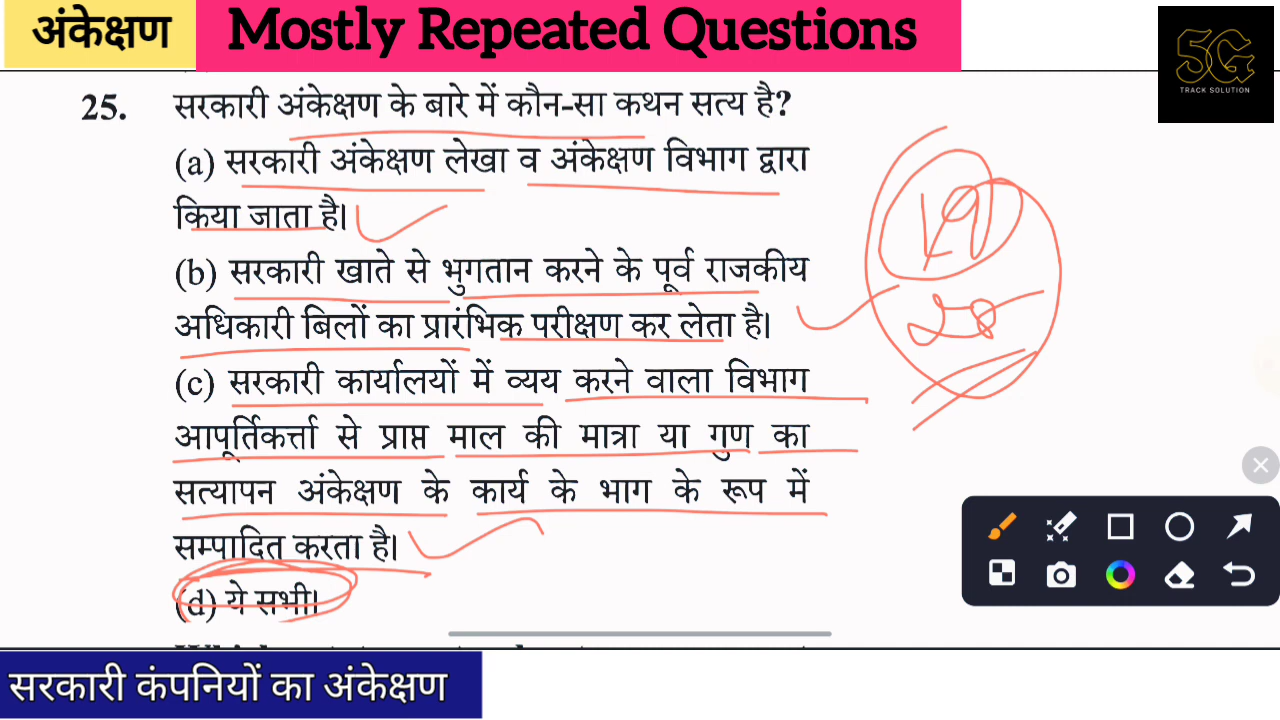 अंकेक्षण
Mostly Repeated Questions
5G
TRACK SOLUTION
25. सरकारी अंकेक्षण के बारे में कौन-सा कथन सत्य है?
(a) सरकारी अंकेक्षण लेखा व अंकेक्षण विभाग द्वारा
किया जाता है।
(b) सरकारी खाते से भुगतान करने के पूर्व राजकीय
अधिकारी बिलों का प्रारंभिक परीक्षण कर लेता है।
(c) सरकारी कार्यालयों में व्यय करने वाला विभाग
आपूर्तिकर्त्ता से प्राप्त माल की मात्रा या गुण का
सत्यापन अंकेक्षण के कार्य के भाग के रूप में
सम्पादित करता है।
(d) ये सभी।
सरकारी कंपनियों का अंकेक्षण